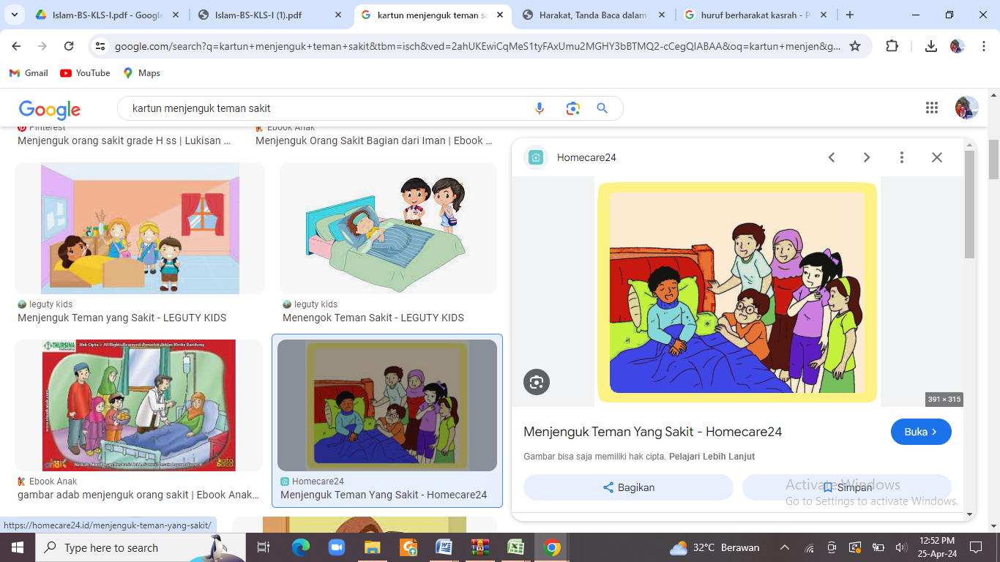 Islam-BS-KLS-I.pdf - Google
Islam-BS-KLS-I (1).pdf
kartun menjenguk teman sa
Harakat, Tanda Baca dalam
huruf berharakat kasrah - P
google.com/search?q=kartun+menjenguk+teman+sakit&tbm=isch&ved=2ahUKEwiCqMeS1tyFAxUmu2MGHY3bBTMQ2-cCegQIABAA&oq=kartun+menjen&g...
Gmail
YouTube
Maps
Google
kartun menjenguk teman sakit
Pinterest
Menjenguk orang sakit grade H ss | Lukisan ...
Ebook Anak
Menjenguk Orang Sakit Bagian dari Iman | Ebook ...
leguty kids
Menjenguk Teman yang Sakit - LEGUTY KIDS
leguty kids
Menengok Teman Sakit - LEGUTY KIDS
THURSINA
Hak Cipta
All Rights Reserved
Penerbit Ikhlas Media Bandung
anak
kata
baca
Ebook Anak
gambar adab menjenguk orang sakit | Ebook Anak...
Homecare24
Menjenguk Teman Yang Sakit - Homecare24
Homecare24
391 × 315
Menjenguk Teman Yang Sakit - Homecare24
Buka
Gambar bisa saja memiliki hak cipta. Pelajari Lebih Lanjut
Bagikan
Simpan
Activate Windows
Go to Settings to activate Windows.
https://homecare24.id/menjenguk-teman-yang-sakit/
Type here to search
32°C Berawan
12:52 PM
25-Apr-24